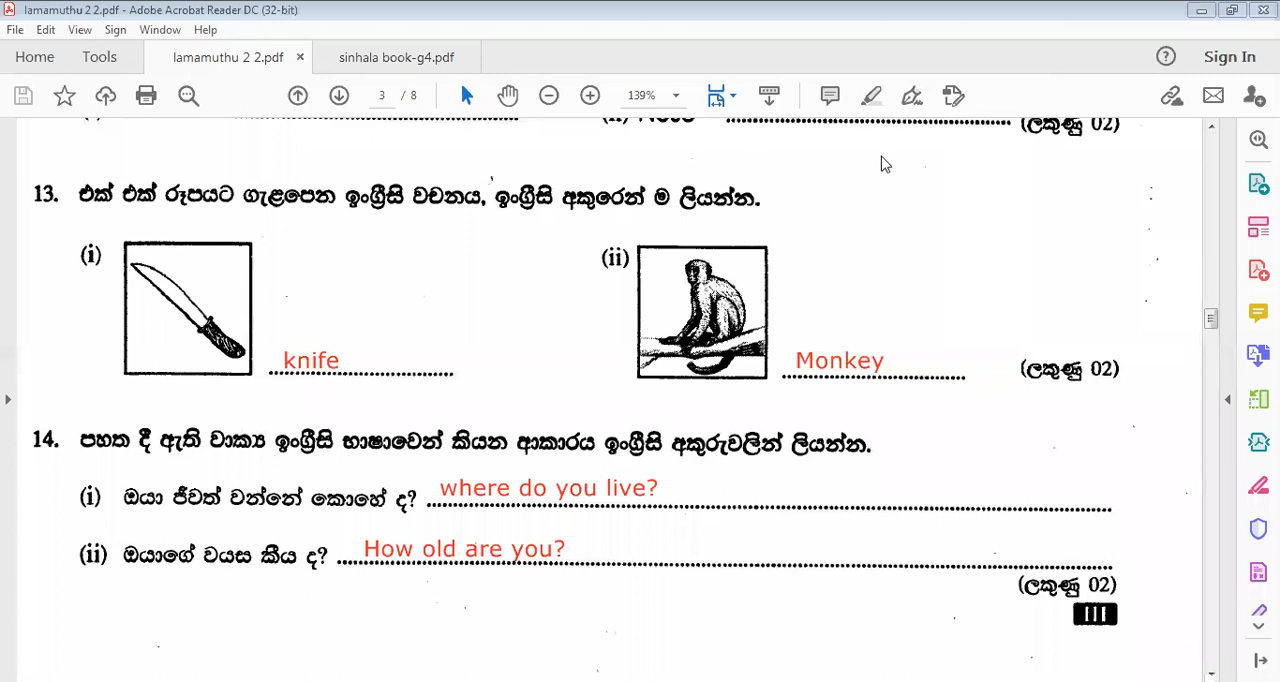 lamamuthu 2 2.pdf - Adobe Acrobat Reader DC (32-bit)
File Edit View Sign Window Help
Home Tools lamamuthu 2 2.pdf × sinhala book-g4.pdf Sign In
3 / 8 139%
(ලකුණු 02)
13. එක් එක් රූපයට ගැළපෙන ඉංග්‍රීසි වචනය, ඉංග්‍රීසි අකුරෙන් ම ලියන්න.
(i) (ii)
knife Monkey (ලකුණු 02)
14. පහත දී ඇති වාක්‍ය ඉංග්‍රීසි භාෂාවෙන් කියන ආකාරය ඉංග්‍රීසි අකුරුවලින් ලියන්න.
(i) ඔයා ජීවත් වන්නේ කොහේ ද? where do you live?
(ii) ඔයාගේ වයස කීය ද? How old are you?
(ලකුණු 02)
III